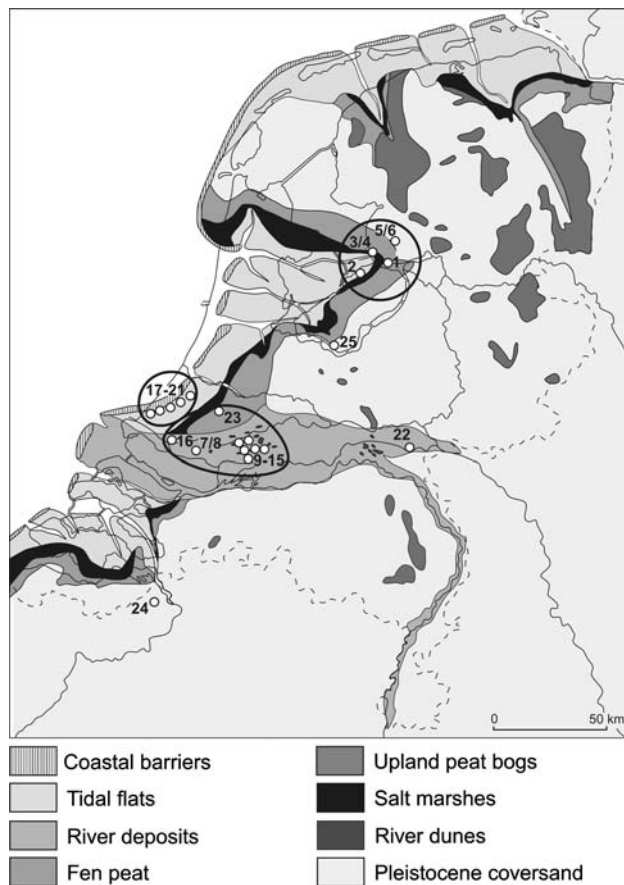 5/6
3/4
1
2
25
17-21
23
16
7/8
22
9-15
24
0 50 km
Coastal barriers
Upland peat bogs
Tidal flats
Salt marshes
River deposits
River dunes
Fen peat
Pleistocene coversand